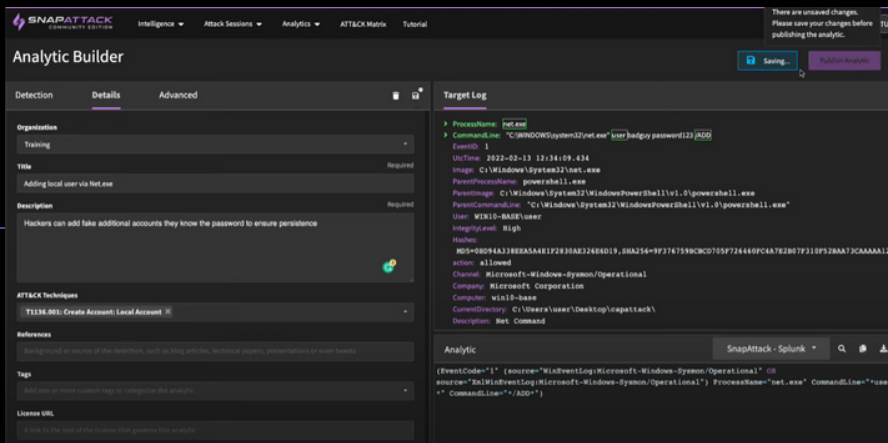 SNAPATTACK
COMMUNITY EDITION
Intelligence
Attack Sessions
Analytics
ATT&CK Matrix
Tutorial
There are unsaved changes.
Please save your changes before
publishing the analytic.
Analytic Builder
Saving...
Publish Analytic
Detection
Details
Advanced
Organization
Training
Title
Required
Adding local user via Net.exe
Description
Required
Hackers can add fake additional accounts they know the password to ensure persistence
ATT&CK Techniques
T1136.001: Create Account: Local Account ×
References
Background or source of the detection, such as blog articles, technical papers, presentations or even tweets
Tags
Add one or more custom tags to categorize the analytic.
License URL
A link to the text of the license that governs this analytic
Target Log
> ProcessName: net.exe
> CommandLine: "C:\WINDOWS\system32\net.exe" user badguy password123 /ADD
EventID: 1
UtcTime: 2022-02-13 12:34:09.434
Image: C:\Windows\System32\net.exe
ParentProcessName: powershell.exe
ParentImage: C:\Windows\System32\WindowsPowerShell\v1.0\powershell.exe
ParentCommandLine: "C:\Windows\System32\WindowsPowerShell\v1.0\powershell.exe"
User: WIN10-BASE\user
IntegrityLevel: High
Hashes:
action: allowed
Channel: Microsoft-Windows-Sysmon/Operational
Company: Microsoft Corporation
Computer: win10-base
CurrentDirectory: C:\Users\user\Desktop\capattack\
Description: Net Command
Analytic
SnapAttack - Splunk
(EventCode="1" (source="WinEventLog:Microsoft-Windows-Sysmon/Operational" OR
source="XmlWinEventLog:Microsoft-Windows-Sysmon/Operational") ProcessName="net.exe" CommandLine="*use
*" CommandLine="*/ADD*")